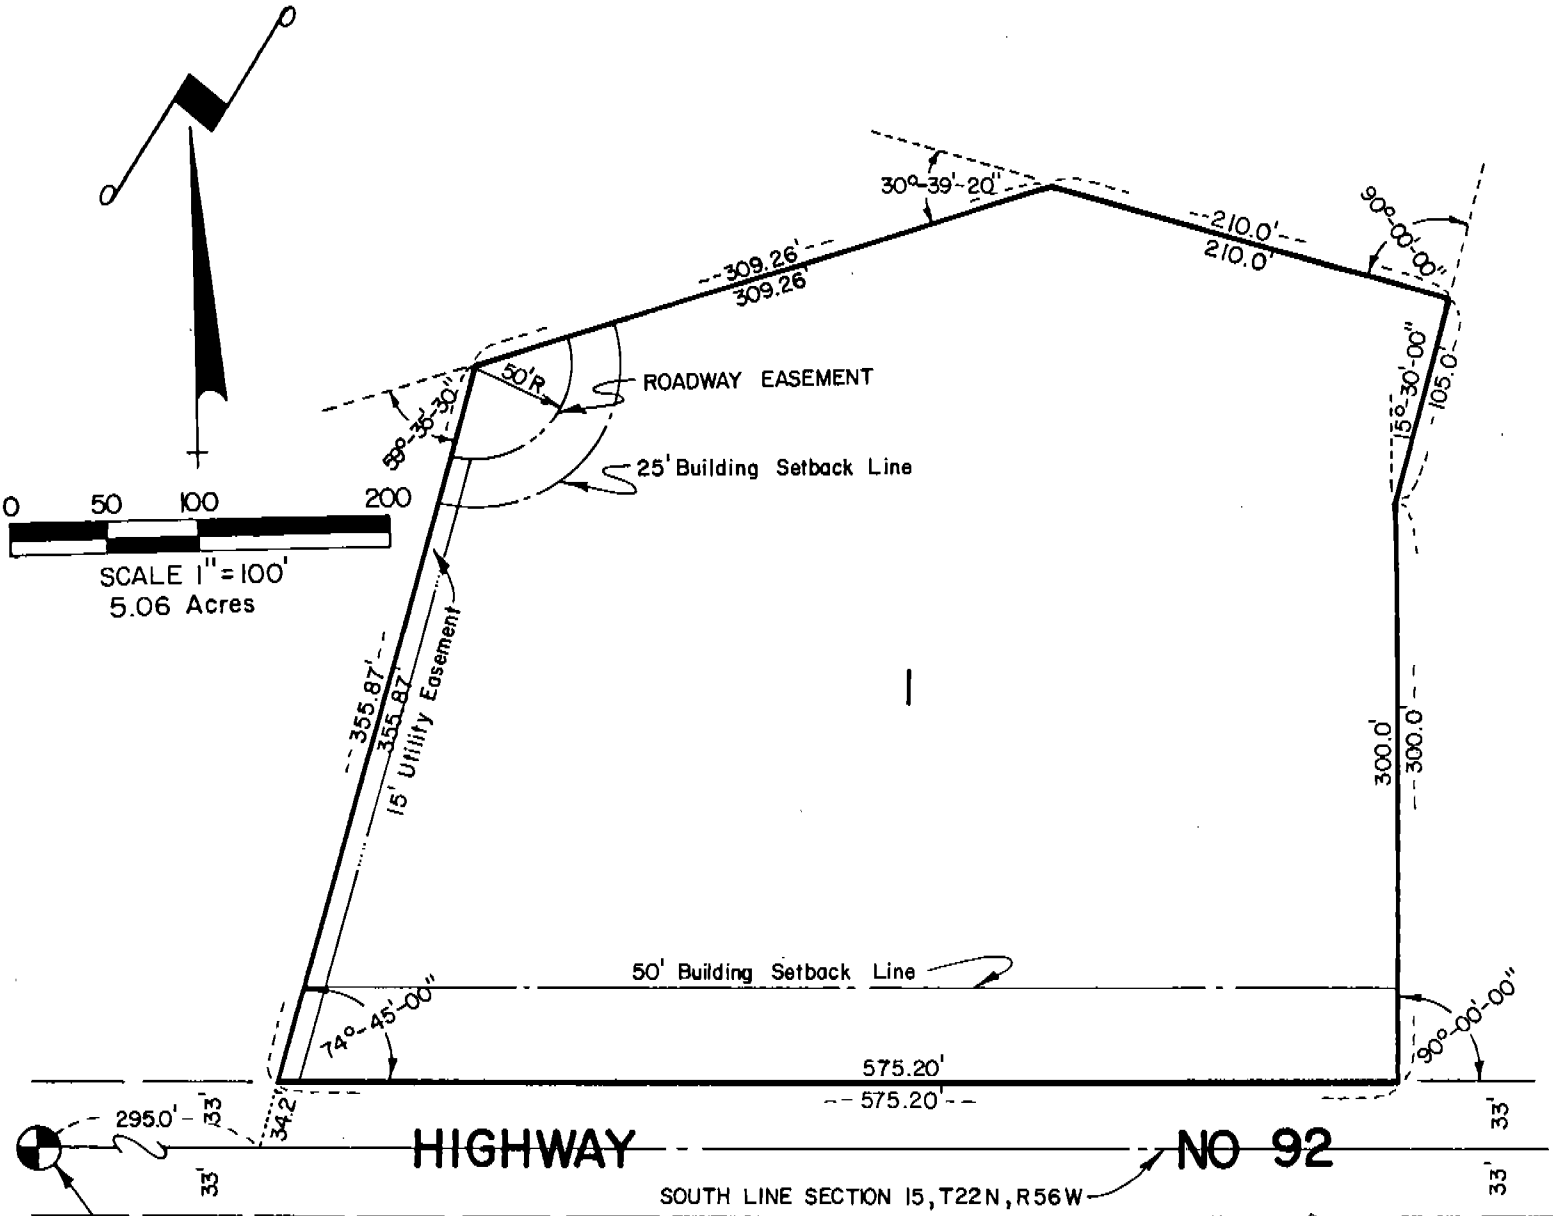 30°-39'-20"
90°-00'-00"
210.0'
210.0'
309.26'
309.26'
50'R.
ROADWAY EASEMENT
15°-30'-00"
105.0'
59°-36'-30"
25' Building Setback Line
0 50 100 200
SCALE 1"=100'
5.06 Acres
355.87'
355.87'
15' Utility Easement
1
300.0'
300.0'
50' Building Setback Line
74°-45'-00"
90°-00'-00"
575.20'
575.20'
295.0'
33'
34.2'
33'
HIGHWAY NO 92
33'
33'
SOUTH LINE SECTION 15, T22N, R56W